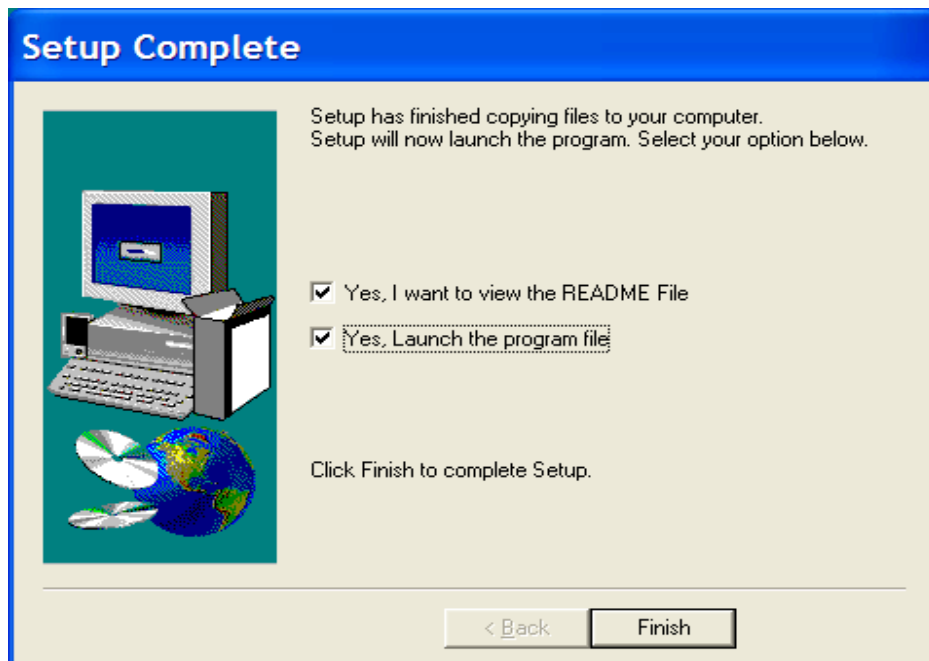 Setup Complete
Setup has finished copying files to your computer.
Setup will now launch the program. Select your option below.
Yes, I want to view the README File
Yes, Launch the program file
Click Finish to complete Setup.
< Back
Finish